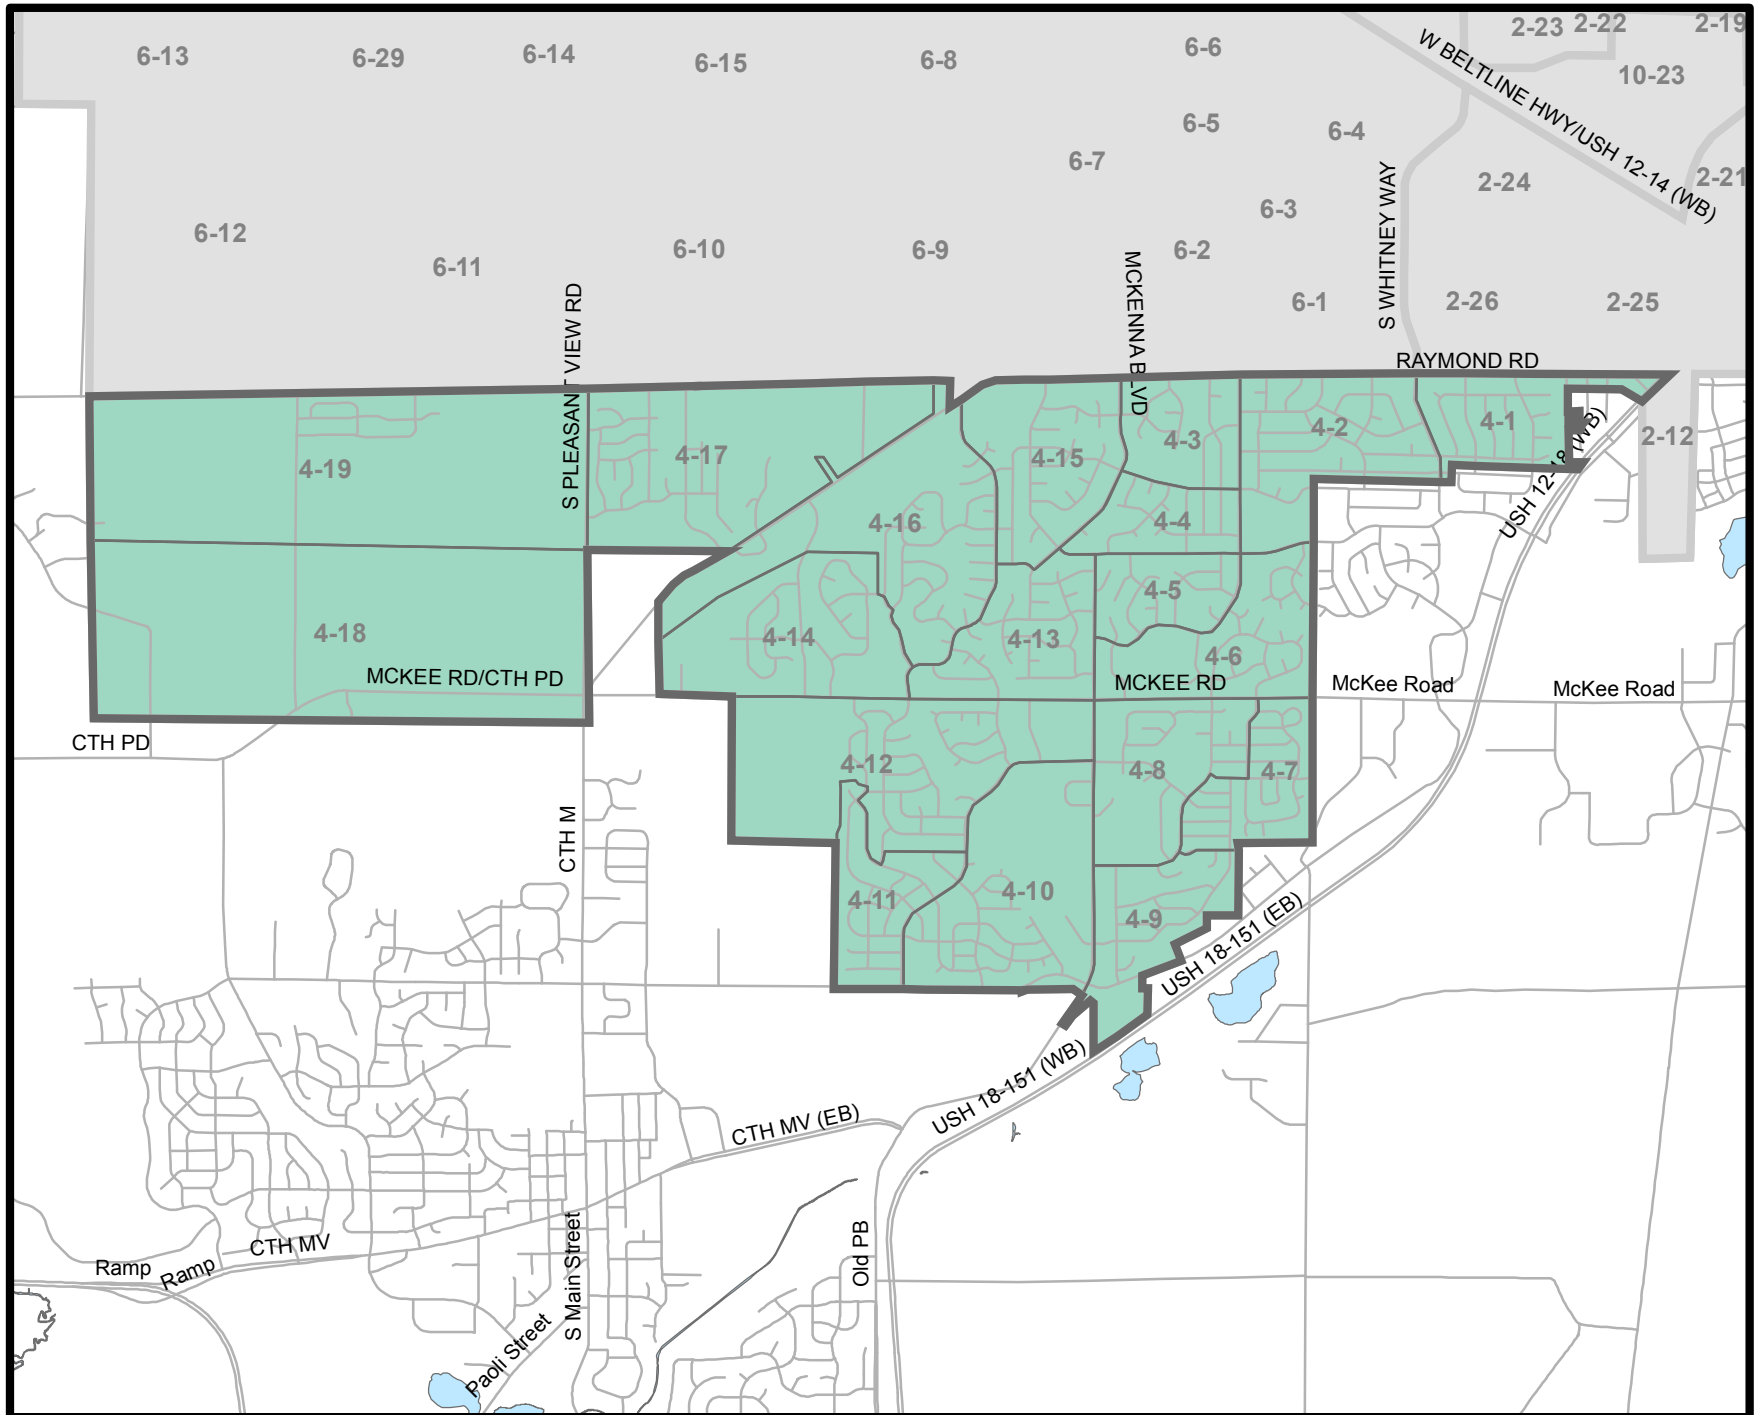 2-23
2-22
2-19
6-13
6-29
6-14
6-15
6-8
6-6
10-23
W BELTLINE HWY/USH 12-14 (WB)
6-5
6-4
6-7
2-24
2-21
6-3
S WHITNEY WAY
6-12
6-11
6-10
6-9
6-2
MCKENNA BLVD
6-1
2-26
2-25
S PLEASANT VIEW RD
RAYMOND RD
4-19
4-17
4-15
4-3
4-2
4-1
2-12
USH 12-18 (WB)
4-16
4-4
4-5
4-18
4-14
4-13
4-6
MCKEE RD/CTH PD
MCKEE RD
McKee Road
McKee Road
CTH PD
4-12
4-8
4-7
CTH M
4-11
4-10
4-9
USH 18-151 (EB)
USH 18-151 (WB)
CTH MV (EB)
CTH MV
Ramp
Ramp
S Main Street
Old PB
Paoli Street